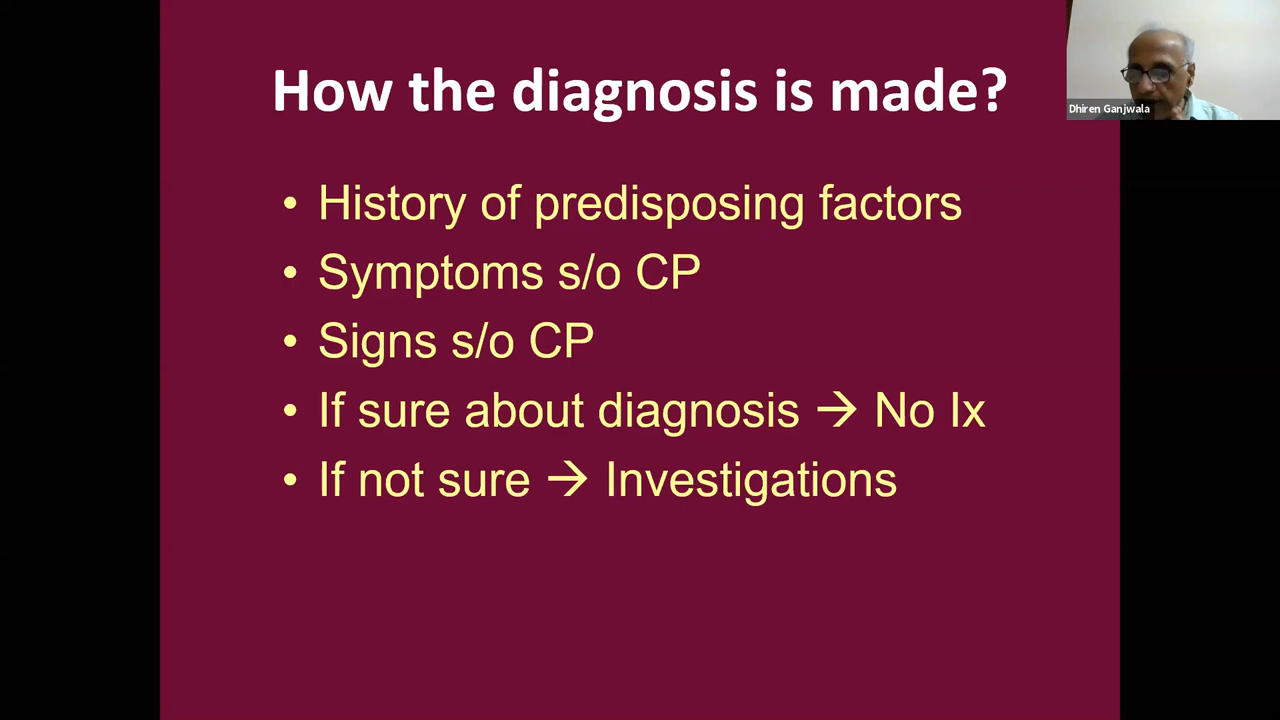 How the diagnosis is made?
Dhiren Ganjwala
• History of predisposing factors
• Symptoms s/o CP
• Signs s/o CP
• If sure about diagnosis → No Ix
• If not sure → Investigations